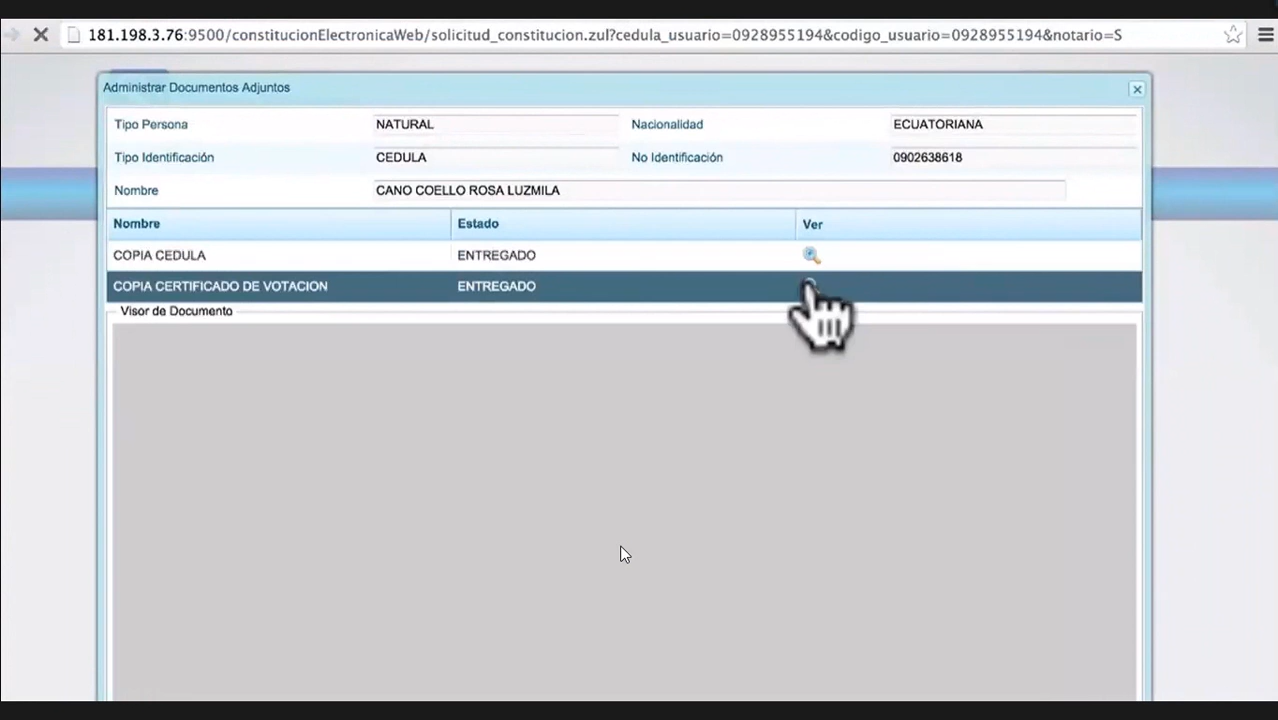 181.198.3.76:9500/constitucionElectronicaWeb/solicitud_constitucion.zul?cedula_usuario=0928955194&codigo_usuario=0928955194&notario=S
Administrar Documentos Adjuntos
Tipo Persona NATURAL Nacionalidad ECUATORIANA
Tipo Identificación CEDULA No Identificación 0902638618
Nombre CANO COELLO ROSA LUZMILA
Nombre Estado Ver
COPIA CEDULA ENTREGADO
COPIA CERTIFICADO DE VOTACION ENTREGADO
Visor de Documento